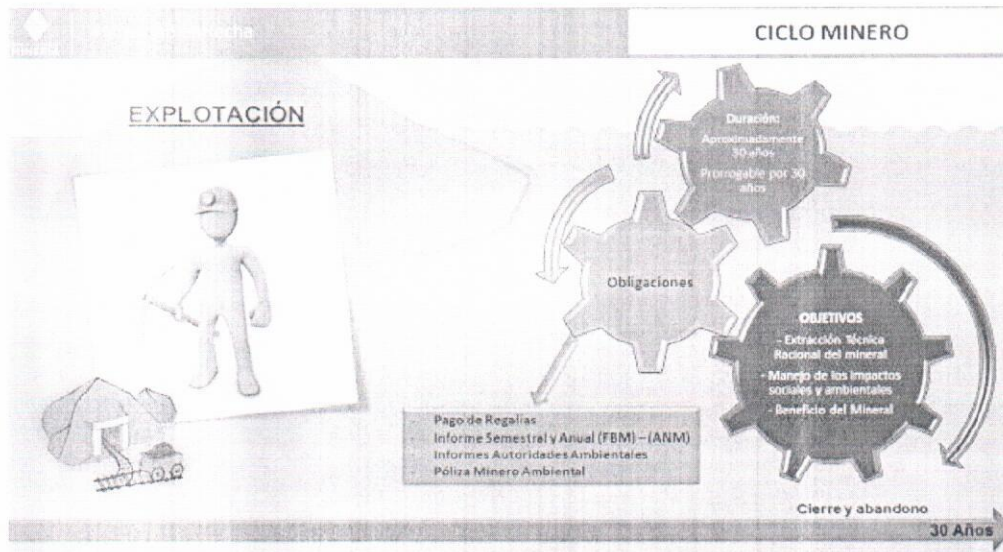 CICLO MINERO
EXPLOTACIÓN
Duración:
Aproximadamente
30 años
Prorrogable por 30
años
Obligaciones
OBJETIVOS
- Extracción Técnica
Racional del mineral
- Manejo de los impactos
sociales y ambientales
- Beneficio del Mineral
Pago de Regalías
Informe Semestral y Anual (FBM) – (ANM)
Informes Autoridades Ambientales
Póliza Minero Ambiental
Cierre y abandono
30 Años